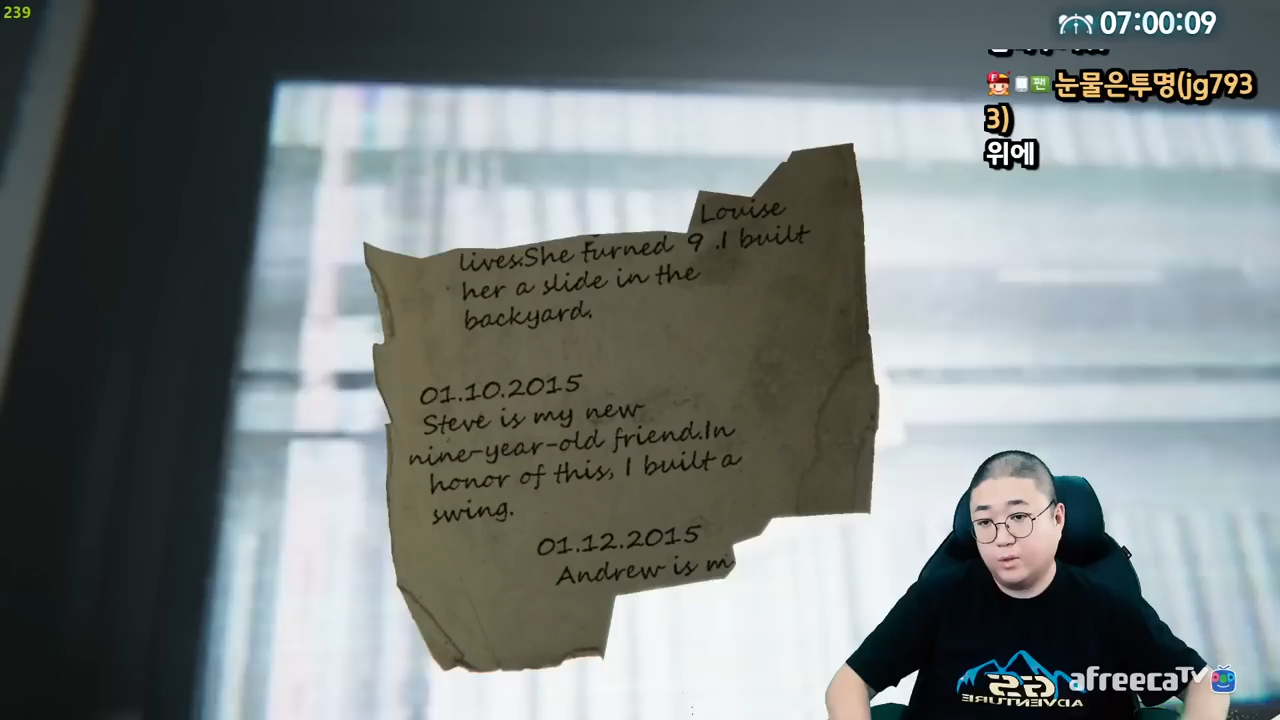 239
07:00:09
눈물은투명(jg793
3)
위에
Louise
lives.She turned 9 .I built
her a slide in the
backyard.
01.10.2015
Steve is my new
nine-year-old friend.In
honor of this, I built a
swing.
01.12.2015
Andrew is m
GS
ADVENTURE
afreecaTV